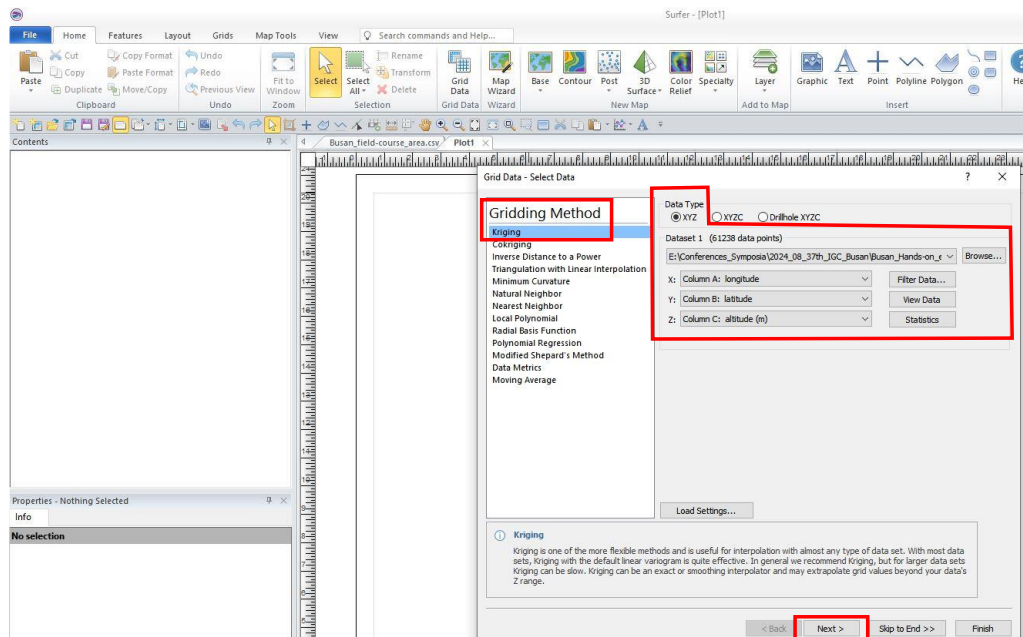 Surfer - [Plot1]
File Home Features Layout Grids Map Tools View Search commands and Help...
Paste Cut Copy Duplicate Copy Format Paste Format Move/Copy
Undo Redo Previous View
Fit to Window
Select Select All Rename Transform Delete
Grid Data
Map Wizard
Base Contour Post 3D Surface Color Relief Specialty
Layer
Graphic Text Point Polyline Polygon
Clipboard Undo Zoom Selection Grid Data Wizard New Map Add to Map Insert
Contents
Busan_field-course_area.csv Plot1
Grid Data - Select Data ? ×
Gridding Method
Kriging
Cokriging
Inverse Distance to a Power
Triangulation with Linear Interpolation
Minimum Curvature
Natural Neighbor
Nearest Neighbor
Local Polynomial
Radial Basis Function
Polynomial Regression
Modified Shepard's Method
Data Metrics
Moving Average
Data Type
XYZ XYZC Drillhole XYZC
Dataset 1 (61238 data points)
E:\Conferences_Symposia\2024_08_37th_IGC_Busan\Busan_Hands-on_e Browse...
X: Column A: longitude Filter Data...
Y: Column B: latitude View Data
Z: Column C: altitude (m) Statistics
Load Settings...
Kriging
Kriging is one of the more flexible methods and is useful for interpolation with almost any type of data set. With most data
sets, Kriging with the default linear variogram is quite effective. In general we recommend Kriging, but for larger data sets
Kriging can be slow. Kriging can be an exact or smoothing interpolator and may extrapolate grid values beyond your data's
Z range.
< Back Next > Skip to End >> Finish
Properties - Nothing Selected
Info
No selection